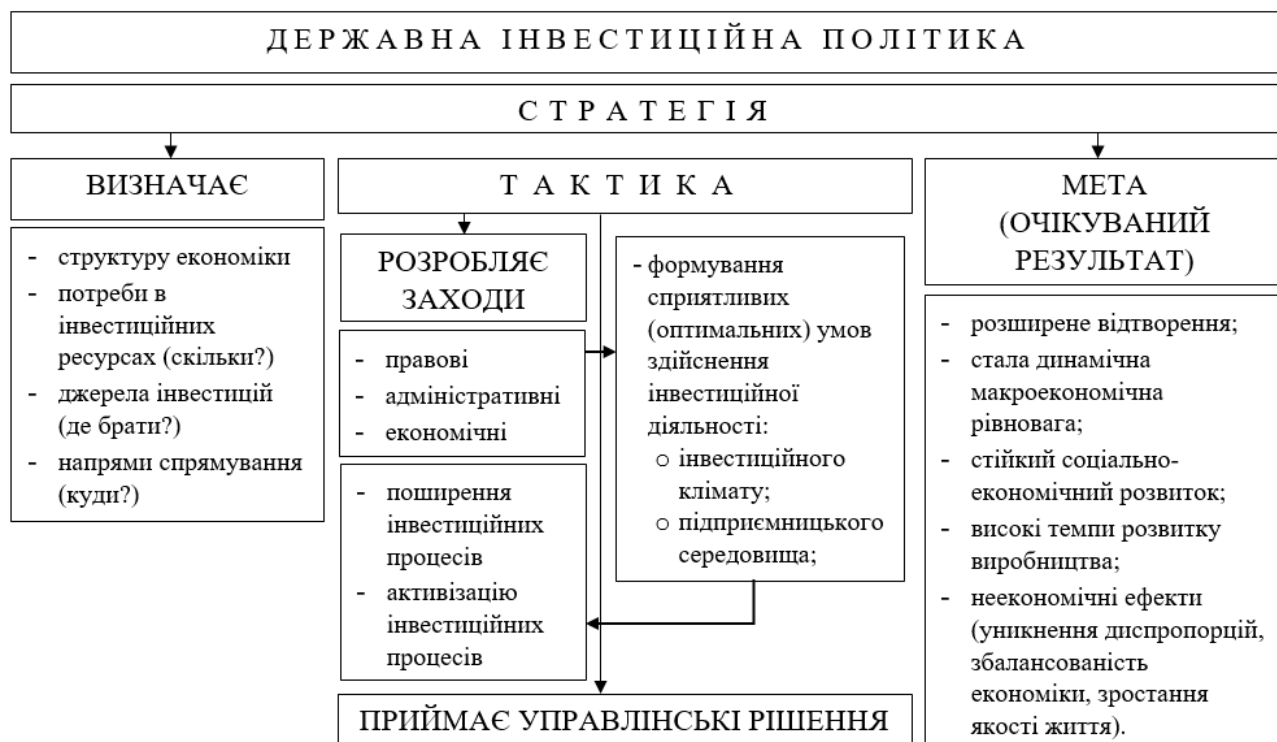 ДЕРЖАВНА ІНВЕСТИЦІЙНА ПОЛІТИКА
СТРАТЕГІЯ
ВИЗНАЧАЄ
- структуру економіки
- потреби в
інвестиційних
ресурсах (скільки?)
- джерела інвестицій
(де брати?)
- напрями спрямування
(куди?)
ТАКТИКА
РОЗРОБЛЯЄ
ЗАХОДИ
- правові
- адміністративні
- економічні
- поширення
інвестиційних
процесів
- активізацію
інвестиційних
процесів
- формування
сприятливих
(оптимальних) умов
здійснення
інвестиційної
діяльності:
o інвестиційного
клімату;
o підприємницького
середовища;
ПРИЙМАЄ УПРАВЛІНСЬКІ РІШЕННЯ
МЕТА
(ОЧІКУВАНИЙ
РЕЗУЛЬТАТ)
- розширене відтворення;
- стала динамічна
макроекономічна
рівновага;
- стійкий соціально-
економічний розвиток;
- високі темпи розвитку
виробництва;
- неекономічні ефекти
(уникнення диспропорцій,
збалансованість
економіки, зростання
якості життя).